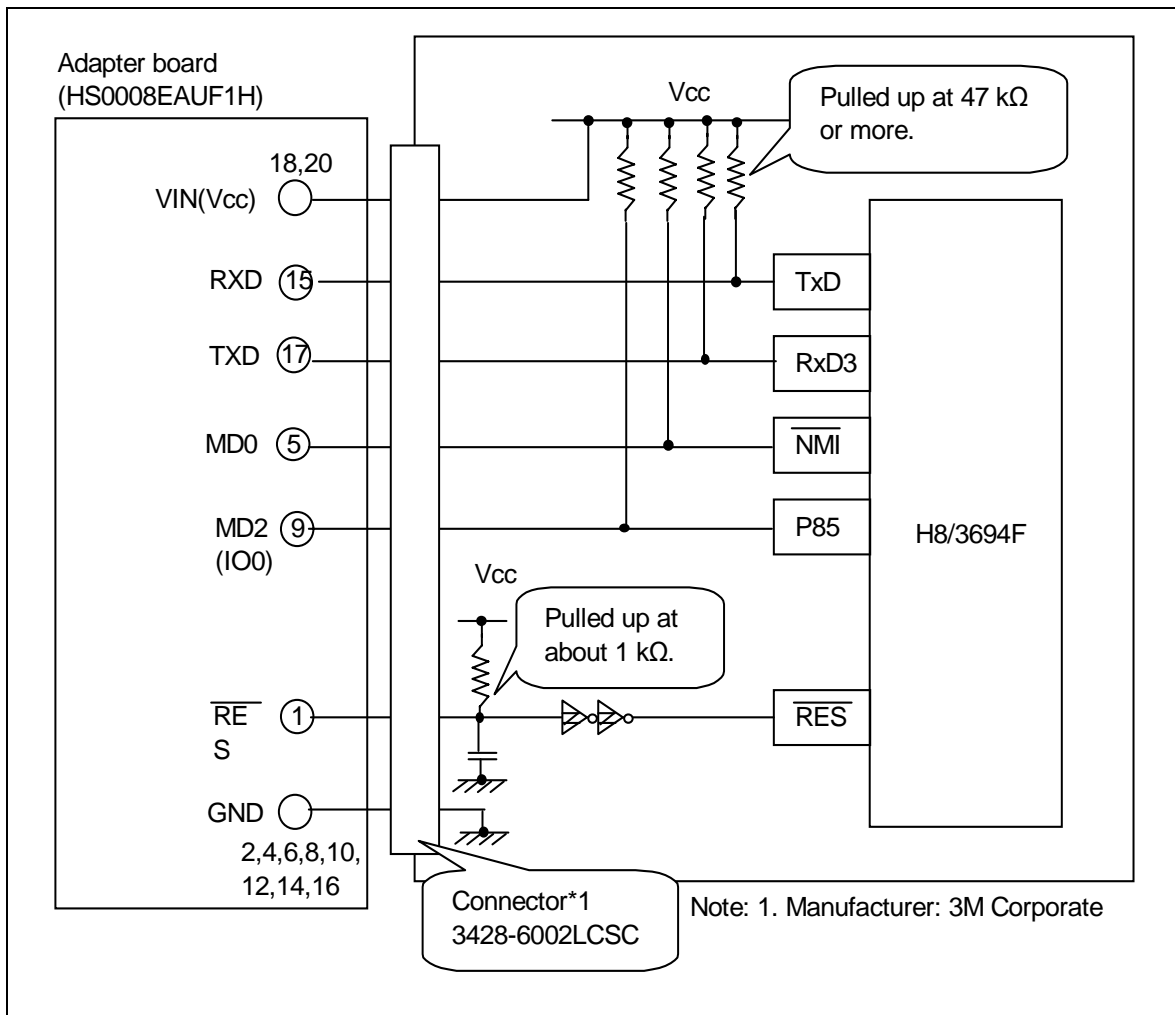 Adapter board
(HS0008EAUF1H)
Vcc
Pulled up at 47 kΩ
or more.
18,20
VIN(Vcc)
RXD 15
TxD
TXD 17
RxD3
MD0 5
NMI
MD2 9
(IO0)
P85
H8/3694F
Vcc
Pulled up at
about 1 kΩ.
RE
S
1
RES
GND
2,4,6,8,10,
12,14,16
Connector*1
3428-6002LCSC
Note: 1. Manufacturer: 3M Corporate